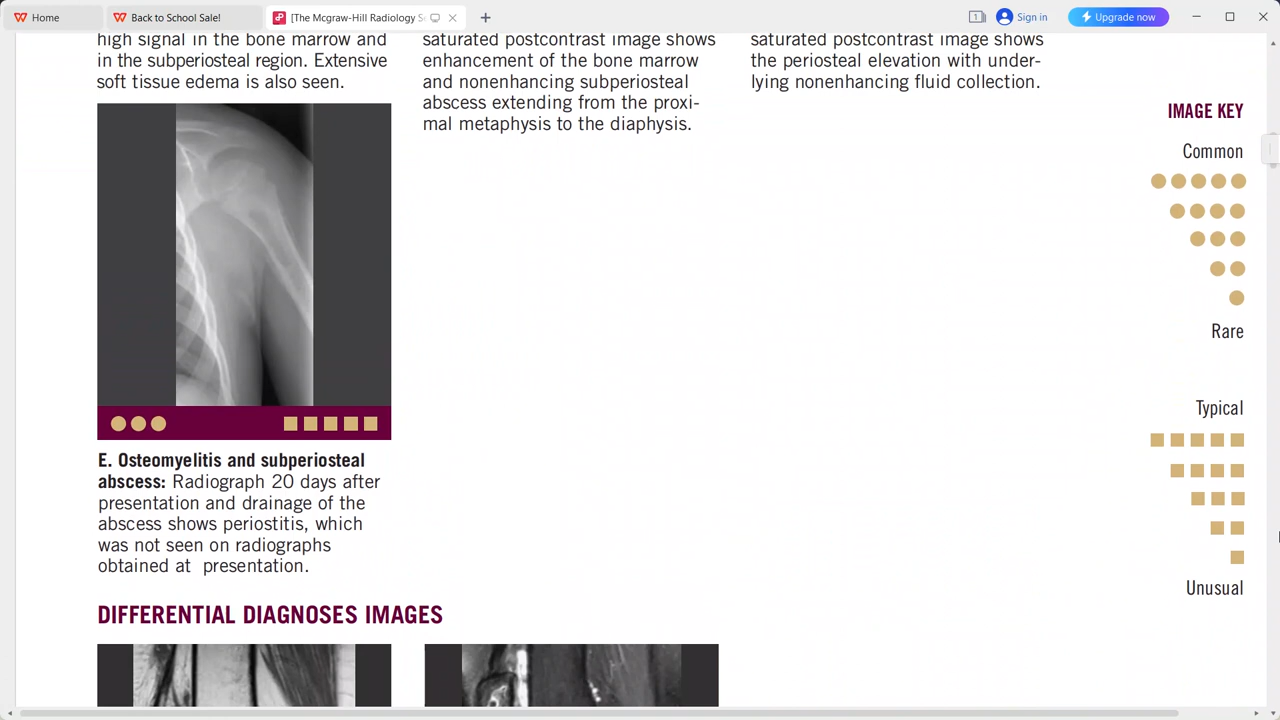 Home
Back to School Sale!
[The Mcgraw-Hill Radiology S
1
Sign in
Upgrade now
high signal in the bone marrow and
in the subperiosteal region. Extensive
soft tissue edema is also seen.
saturated postcontrast image shows
enhancement of the bone marrow
and nonenhancing subperiosteal
abscess extending from the proxi-
mal metaphysis to the diaphysis.
saturated postcontrast image shows
the periosteal elevation with under-
lying nonenhancing fluid collection.
E. Osteomyelitis and subperiosteal
abscess: Radiograph 20 days after
presentation and drainage of the
abscess shows periostitis, which
was not seen on radiographs
obtained at presentation.
DIFFERENTIAL DIAGNOSES IMAGES
IMAGE KEY
Common
Rare
Typical
Unusual